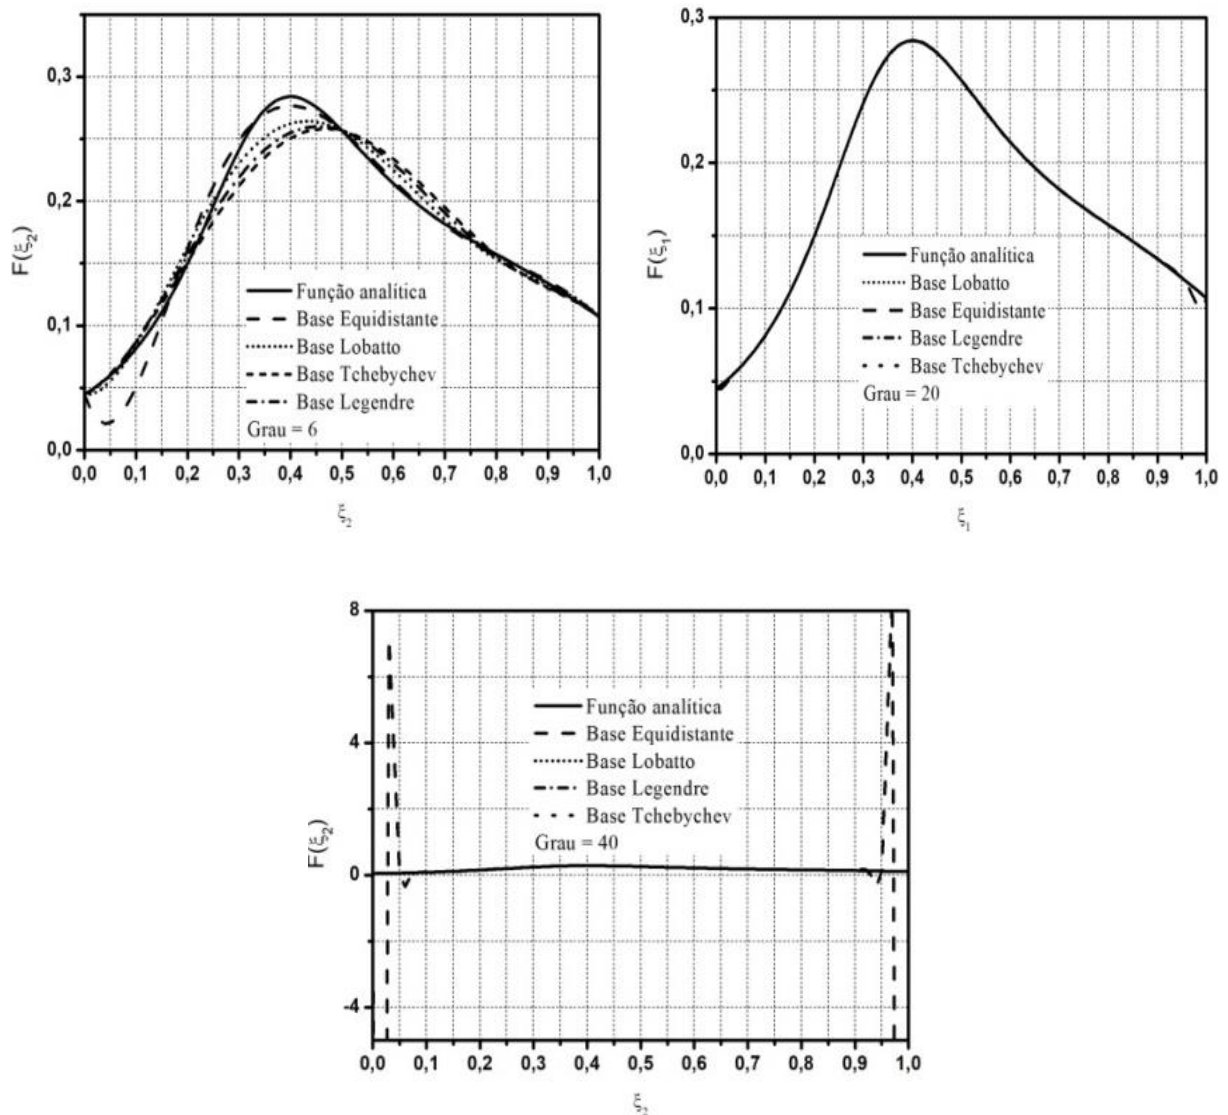 F(ξ₂)
0,3
0,2
0,1
0,0
Função analítica
Base Equidistante
Base Lobatto
Base Tchebychev
Base Legendre
Grau = 6
0,0 0,1 0,2 0,3 0,4 0,5 0,6 0,7 0,8 0,9 1,0
ξ₂
F(ξ₁)
0,3
0,2
0,1
0,0
Função analítica
Base Lobatto
Base Equidistante
Base Legendre
Base Tchebychev
Grau = 20
0,0 0,1 0,2 0,3 0,4 0,5 0,6 0,7 0,8 0,9 1,0
ξ₁
F(ξ₂)
8
4
0
-4
Função analítica
Base Equidistante
Base Lobatto
Base Legendre
Base Tchebychev
Grau = 40
0,0 0,1 0,2 0,3 0,4 0,5 0,6 0,7 0,8 0,9 1,0
ξ₂